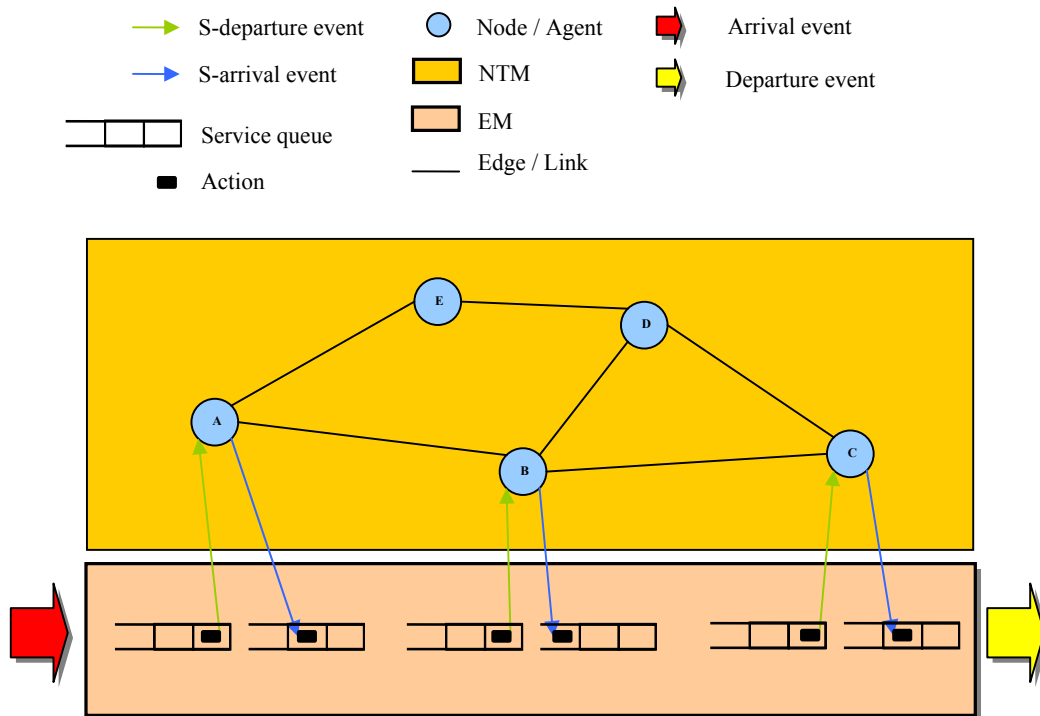 S-departure event
Node / Agent
Arrival event
S-arrival event
NTM
Departure event
Service queue
EM
Action
Edge / Link
E
D
A
B
C